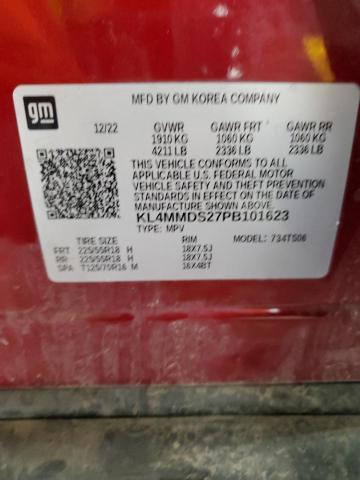 gm
MFD BY GM KOREA COMPANY
12/22 GVWR GAWR FRT GAWR RR
1910 KG 1060 KG 1060 KG
4211 LB 2336 LB 2336 LB
THIS VEHICLE CONFORMS TO ALL
APPLICABLE U.S. FEDERAL MOTOR
VEHICLE SAFETY AND THEFT PREVENTION
STANDARDS IN EFFECT ON THE DATE
OF MANUFACTURE SHOWN ABOVE.
KL4MMDS27PB101623
TYPE: MPV
TIRE SIZE RIM MODEL: 734TS06
FRT 225/55R18 H 18X7.5J
RR 225/55R18 H 18X7.5J
SPA T125/70R16 M 16X4BT